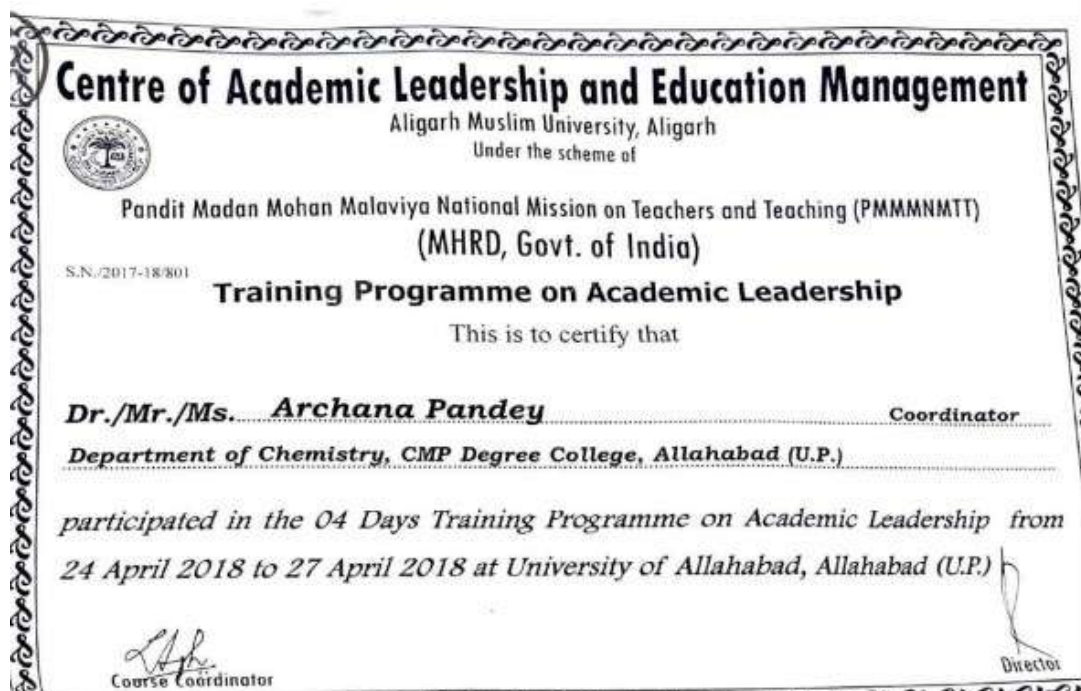 Centre of Academic Leadership and Education Management
Aligarh Muslim University, Aligarh
Under the scheme of
Pandit Madan Mohan Malaviya National Mission on Teachers and Teaching (PMMMNMTT)
(MHRD, Govt. of India)
S.N./2017-18/801
Training Programme on Academic Leadership
This is to certify that
Dr./Mr./Ms. Archana Pandey Coordinator
Department of Chemistry, CMP Degree College, Allahabad (U.P.)
participated in the 04 Days Training Programme on Academic Leadership from
24 April 2018 to 27 April 2018 at University of Allahabad, Allahabad (U.P.)
Course Coordinator
Director